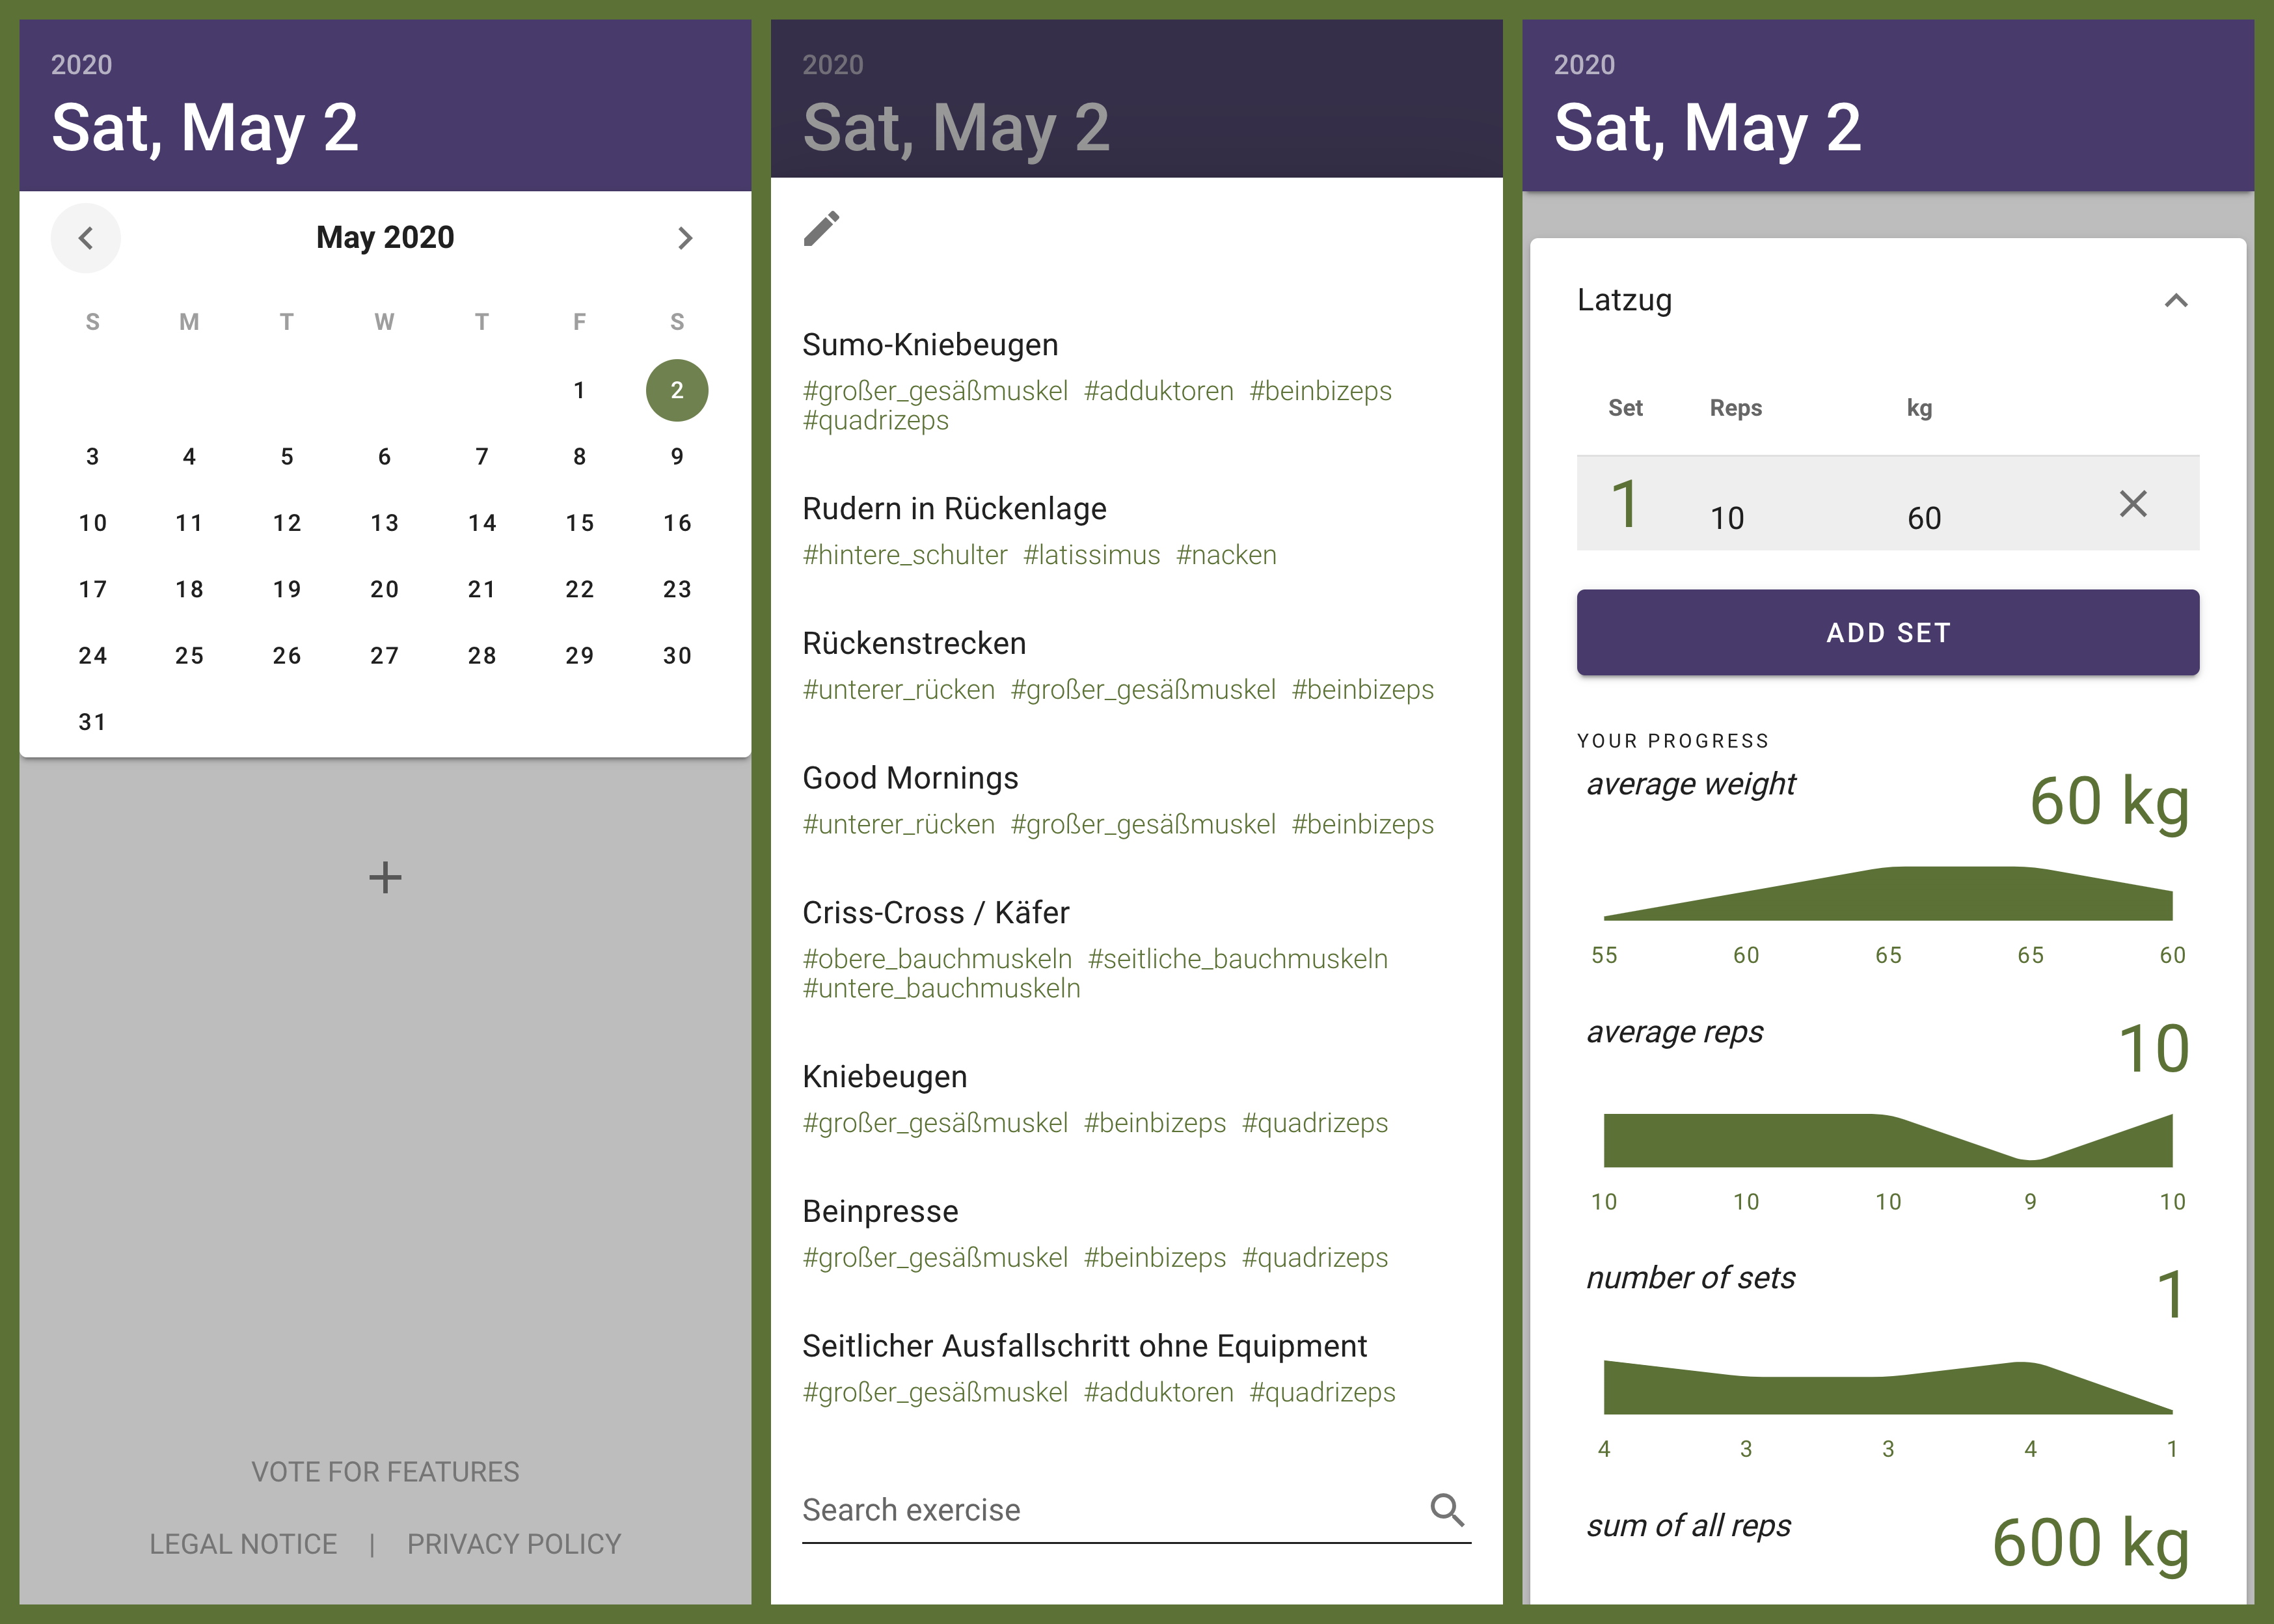 2020
Sat, May 2
May 2020
S M T W T F S
1 2
3 4 5 6 7 8 9
10 11 12 13 14 15 16
17 18 19 20 21 22 23
24 25 26 27 28 29 30
31
+
VOTE FOR FEATURES
LEGAL NOTICE | PRIVACY POLICY
2020
Sat, May 2
Sumo-Kniebeugen
#großer_gesäßmuskel #adduktoren #beinbizeps
#quadrizeps
Rudern in Rückenlage
#hintere_schulter #latissimus #nacken
Rückenstrecken
#unterer_rücken #großer_gesäßmuskel #beinbizeps
Good Mornings
#unterer_rücken #großer_gesäßmuskel #beinbizeps
Criss-Cross / Käfer
#obere_bauchmuskeln #seitliche_bauchmuskeln
#untere_bauchmuskeln
Kniebeugen
#großer_gesäßmuskel #beinbizeps #quadrizeps
Beinpresse
#großer_gesäßmuskel #beinbizeps #quadrizeps
Seitlicher Ausfallschritt ohne Equipment
#großer_gesäßmuskel #adduktoren #quadrizeps
Search exercise
2020
Sat, May 2
Latzug
Set Reps kg
1 10 60
ADD SET
YOUR PROGRESS
average weight 60 kg
55 60 65 65 60
average reps 10
10 10 10 9 10
number of sets 1
4 3 3 4 1
sum of all reps 600 kg